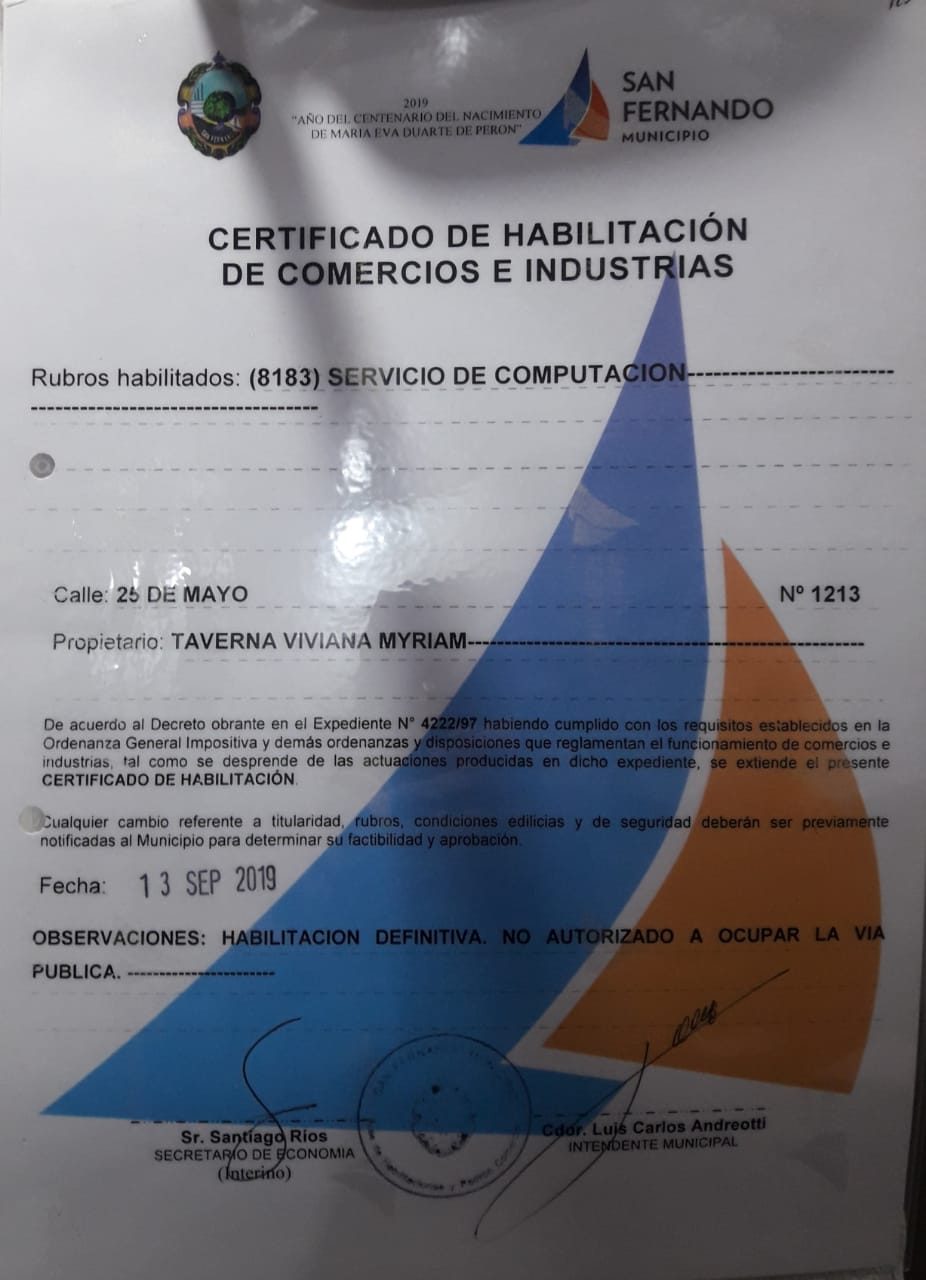 2019
"AÑO DEL CENTENARIO DEL NACIMIENTO
DE MARIA EVA DUARTE DE PERON"
SAN
FERNANDO
MUNICIPIO
CERTIFICADO DE HABILITACIÓN
DE COMERCIOS E INDUSTRIAS
Rubros habilitados: (8183) SERVICIO DE COMPUTACION-----------------------
--------------------------------
Calle: 25 DE MAYO Nº 1213
Propietario: TAVERNA VIVIANA MYRIAM--------------------------------------------
De acuerdo al Decreto obrante en el Expediente N° 4222/97 habiendo cumplido con los requisitos establecidos en la
Ordenanza General Impositiva y demás ordenanzas y disposiciones que reglamentan el funcionamiento de comercios e
industrias, tal como se desprende de las actuaciones producidas en dicho expediente, se extiende el presente
CERTIFICADO DE HABILITACIÓN.
Cualquier cambio referente a titularidad, rubros, condiciones edilicias y de seguridad deberán ser previamente
notificadas al Municipio para determinar su factibilidad y aprobación.
Fecha: 13 SEP 2019
OBSERVACIONES: HABILITACION DEFINITIVA. NO AUTORIZADO A OCUPAR LA VIA
PUBLICA. ---------------------
Sr. Santiago Rios
SECRETARIO DE ECONOMIA
(Interino)
de Habilitaciones y Padrón
Cdor. Luis Carlos Andreotti
INTENDENTE MUNICIPAL